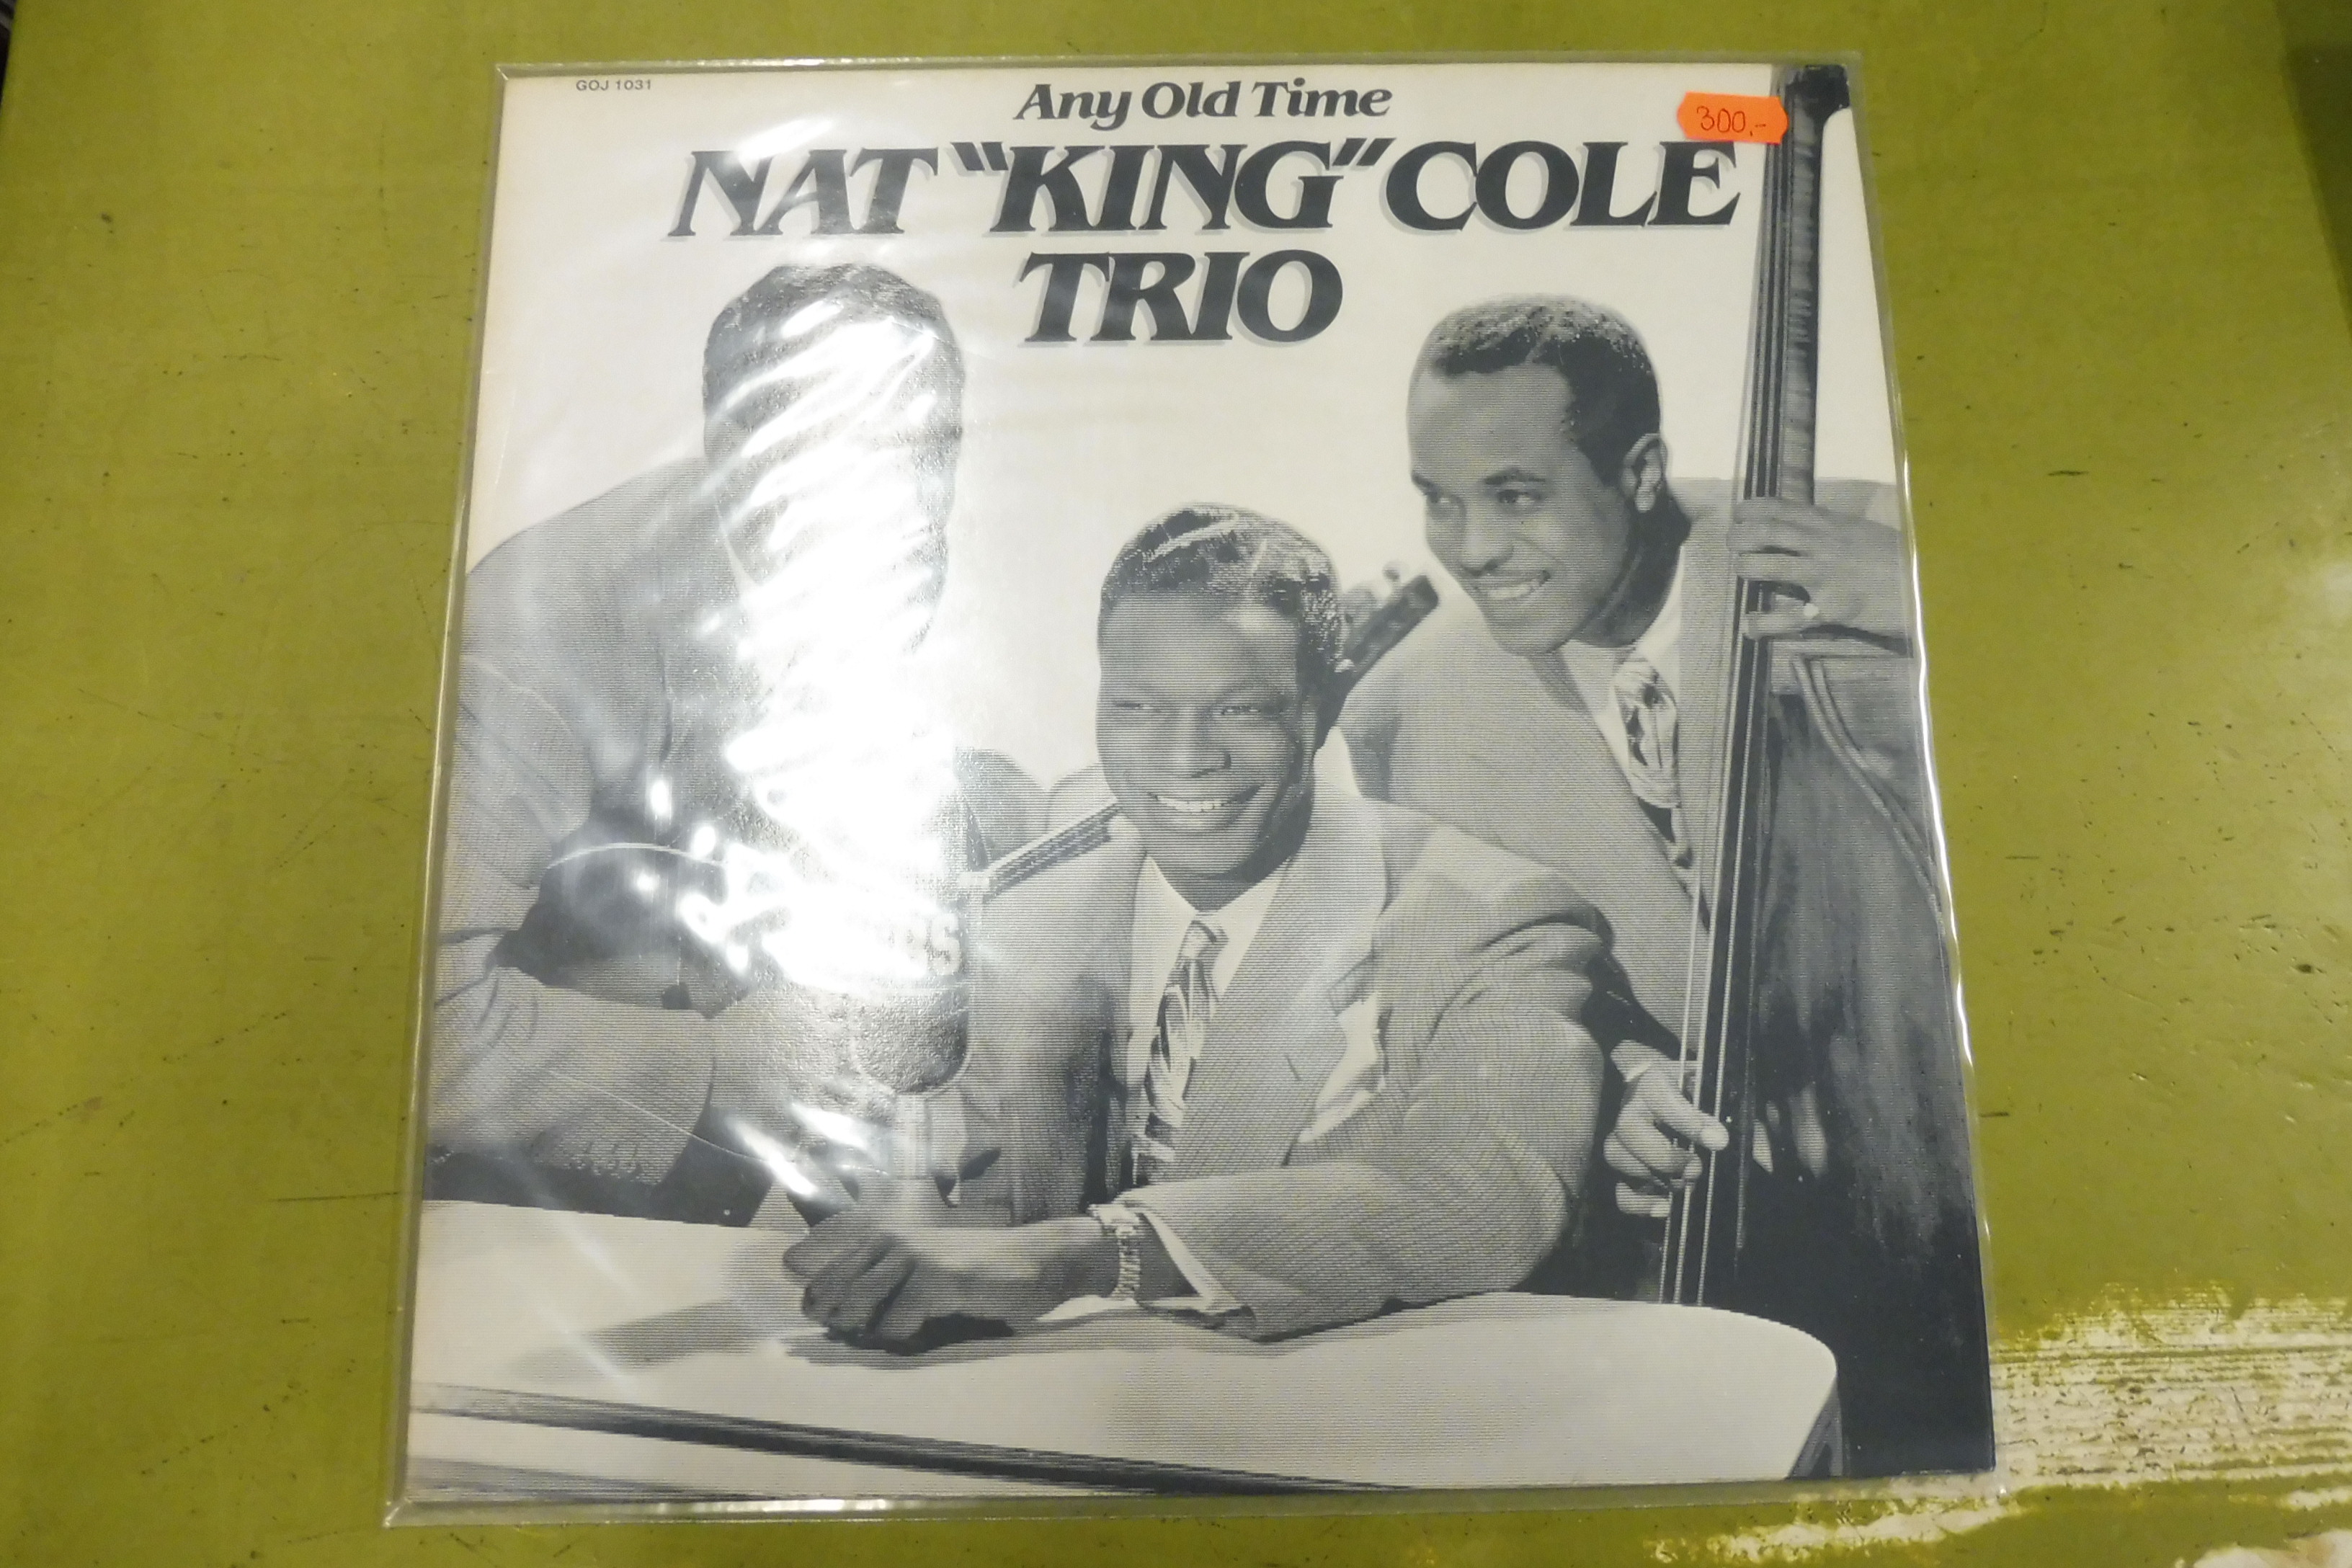 GOJ 1031
Any Old Time
300,-
NAT "KING" COLE
TRIO